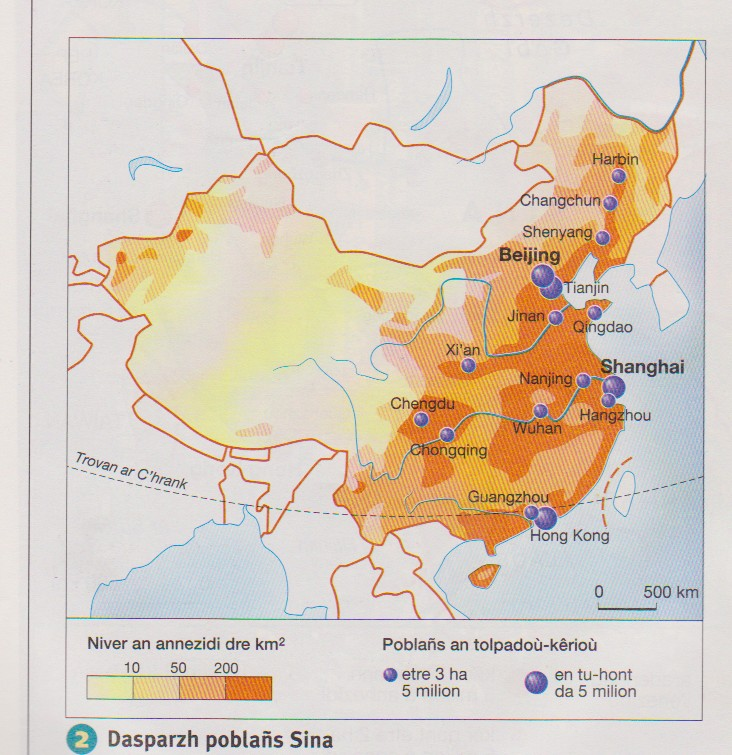 Harbin
Changchun
Shenyang
Beijing
Tianjin
Jinan
Qingdao
Xi'an
Shanghai
Nanjing
Chengdu
Hangzhou
Wuhan
Chongqing
Trovan ar C'hrank
Guangzhou
Hong Kong
0 500 km
Niver an annezidi dre km²
10 50 200
Poblañs an tolpadoù-kêrioù
etre 3 ha
5 milion
en tu-hont
da 5 milion
2 Dasparzh poblañs Sina